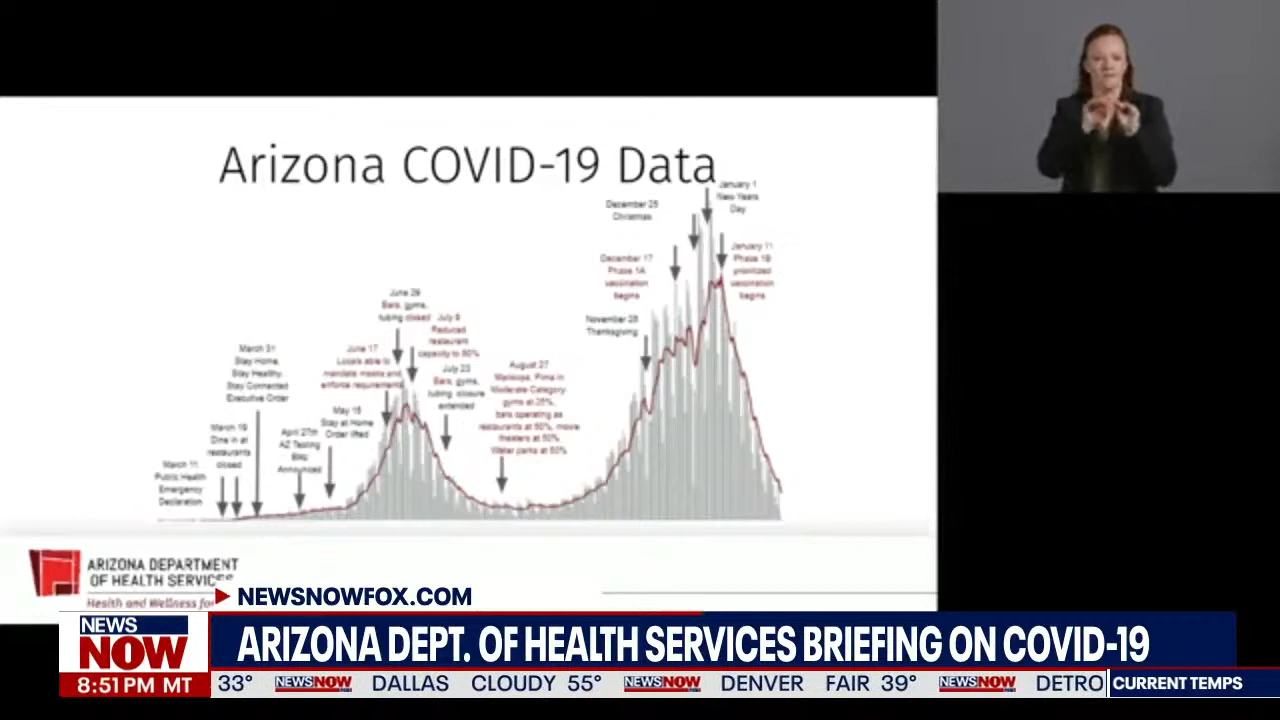 Arizona COVID-19 Data
March 11
Public Health
Emergency
Declaration
March 19
Dine in at
restaurants
closed
March 31
Stay Home,
Stay Healthy,
Stay Connected
Executive Order
April 27th
AZ Testing
Blitz
Announced
May 15
Stay at Home
Order lifted
June 17
Locals able to
mandate masks and
enforce requirements
June 29
Bars, gyms,
tubing closed
July 9
Reduced
restaurant
capacity to 50%
July 23
Bars, gyms,
tubing closure
extended
August 27
Maricopa, Pima in
Moderate Category:
gyms at 25%,
bars operating as
restaurants at 50%, movie
theaters at 50%
Water parks at 50%
November 26
Thanksgiving
December 17
Phase 1A
vaccination
begins
December 25
Christmas
January 1
New Years
Day
January 11
Phase 1B
prioritized
vaccination
begins
ARIZONA DEPARTMENT
OF HEALTH SERVICES
Health and Wellness for
NEWSNOWFOX.COM
NEWS
NOW
ARIZONA DEPT. OF HEALTH SERVICES BRIEFING ON COVID-19
8:51 PM MT
33° NEWSNOW DALLAS CLOUDY 55° NEWSNOW DENVER FAIR 39° NEWSNOW DETRO
CURRENT TEMPS